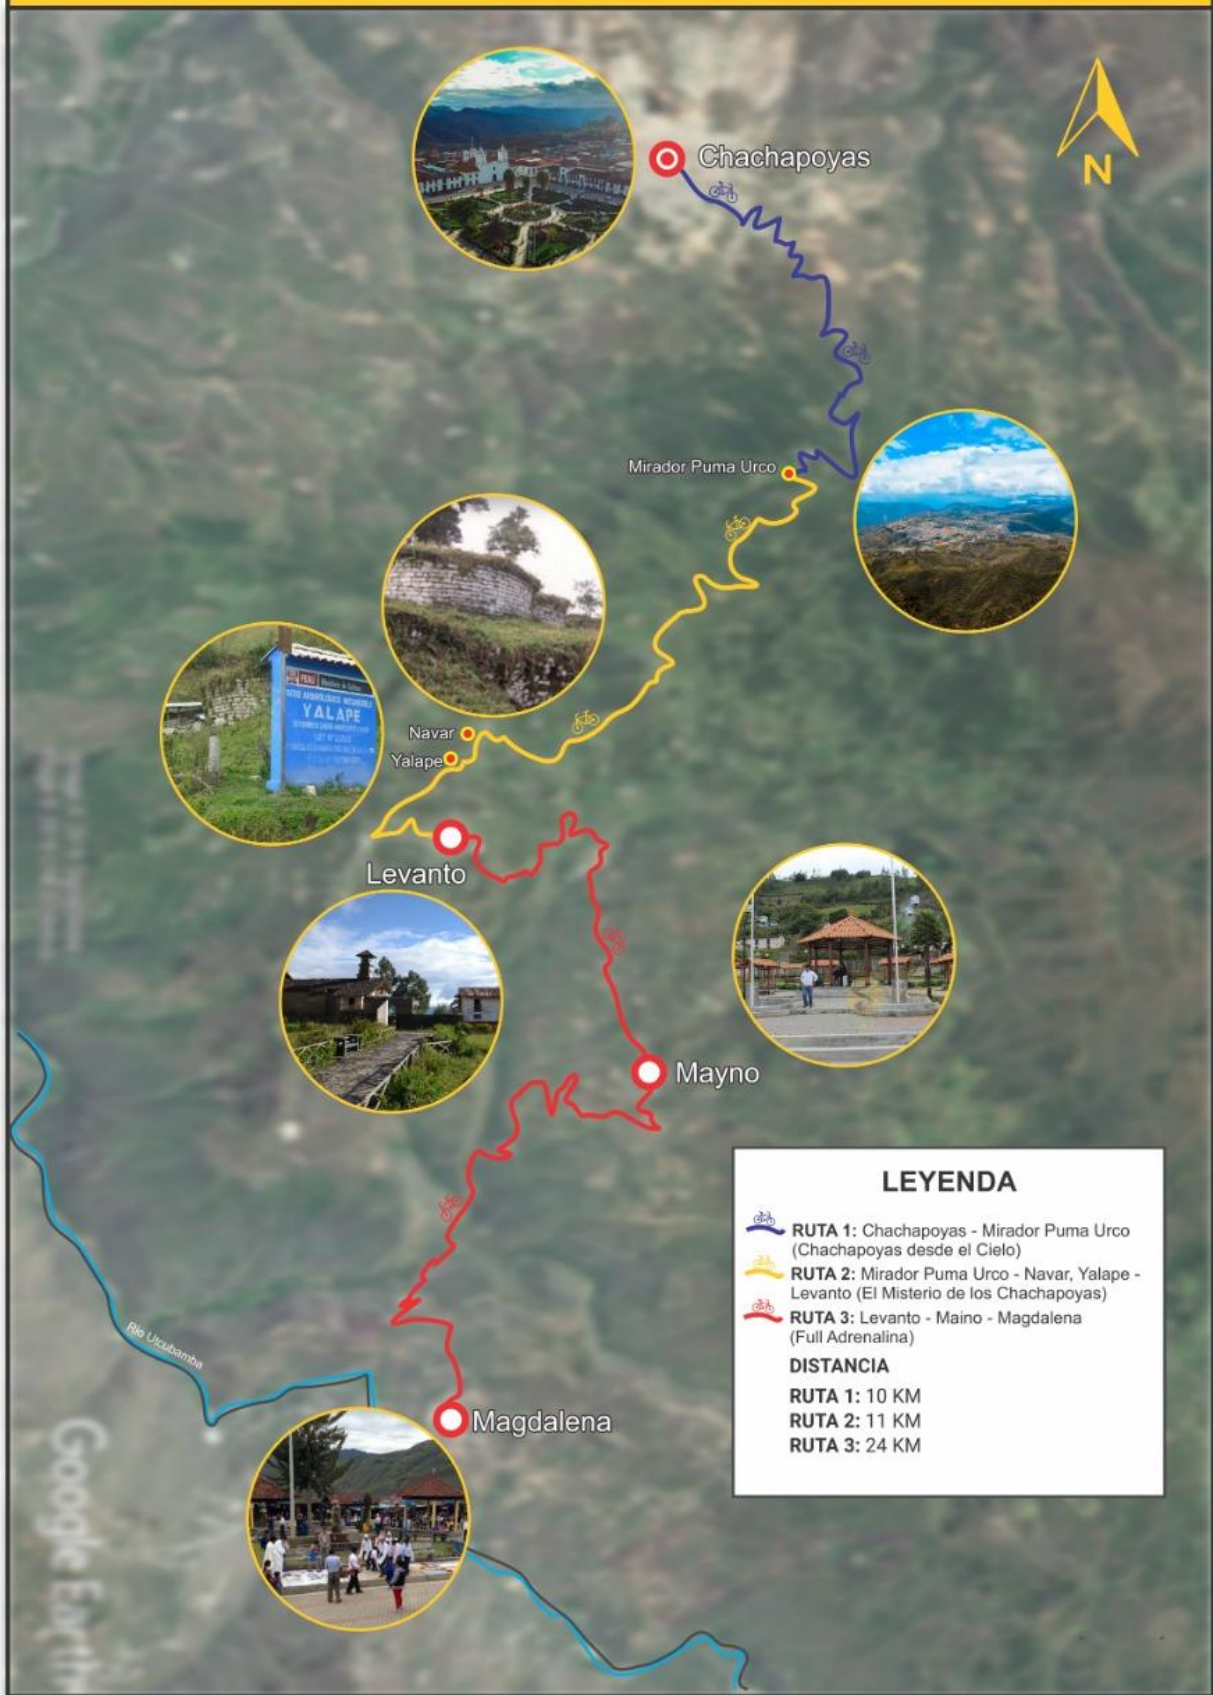 N
Chachapoyas
Mirador Puma Urco
PERÚ
YALAPE
Navar
Yalape
Levanto
Mayno
Río Utcubamba
Magdalena
LEYENDA
RUTA 1: Chachapoyas - Mirador Puma Urco
(Chachapoyas desde el Cielo)
RUTA 2: Mirador Puma Urco - Navar, Yalape -
Levanto (El Misterio de los Chachapoyas)
RUTA 3: Levanto - Maino - Magdalena
(Full Adrenalina)
DISTANCIA
RUTA 1: 10 KM
RUTA 2: 11 KM
RUTA 3: 24 KM
Google Earth